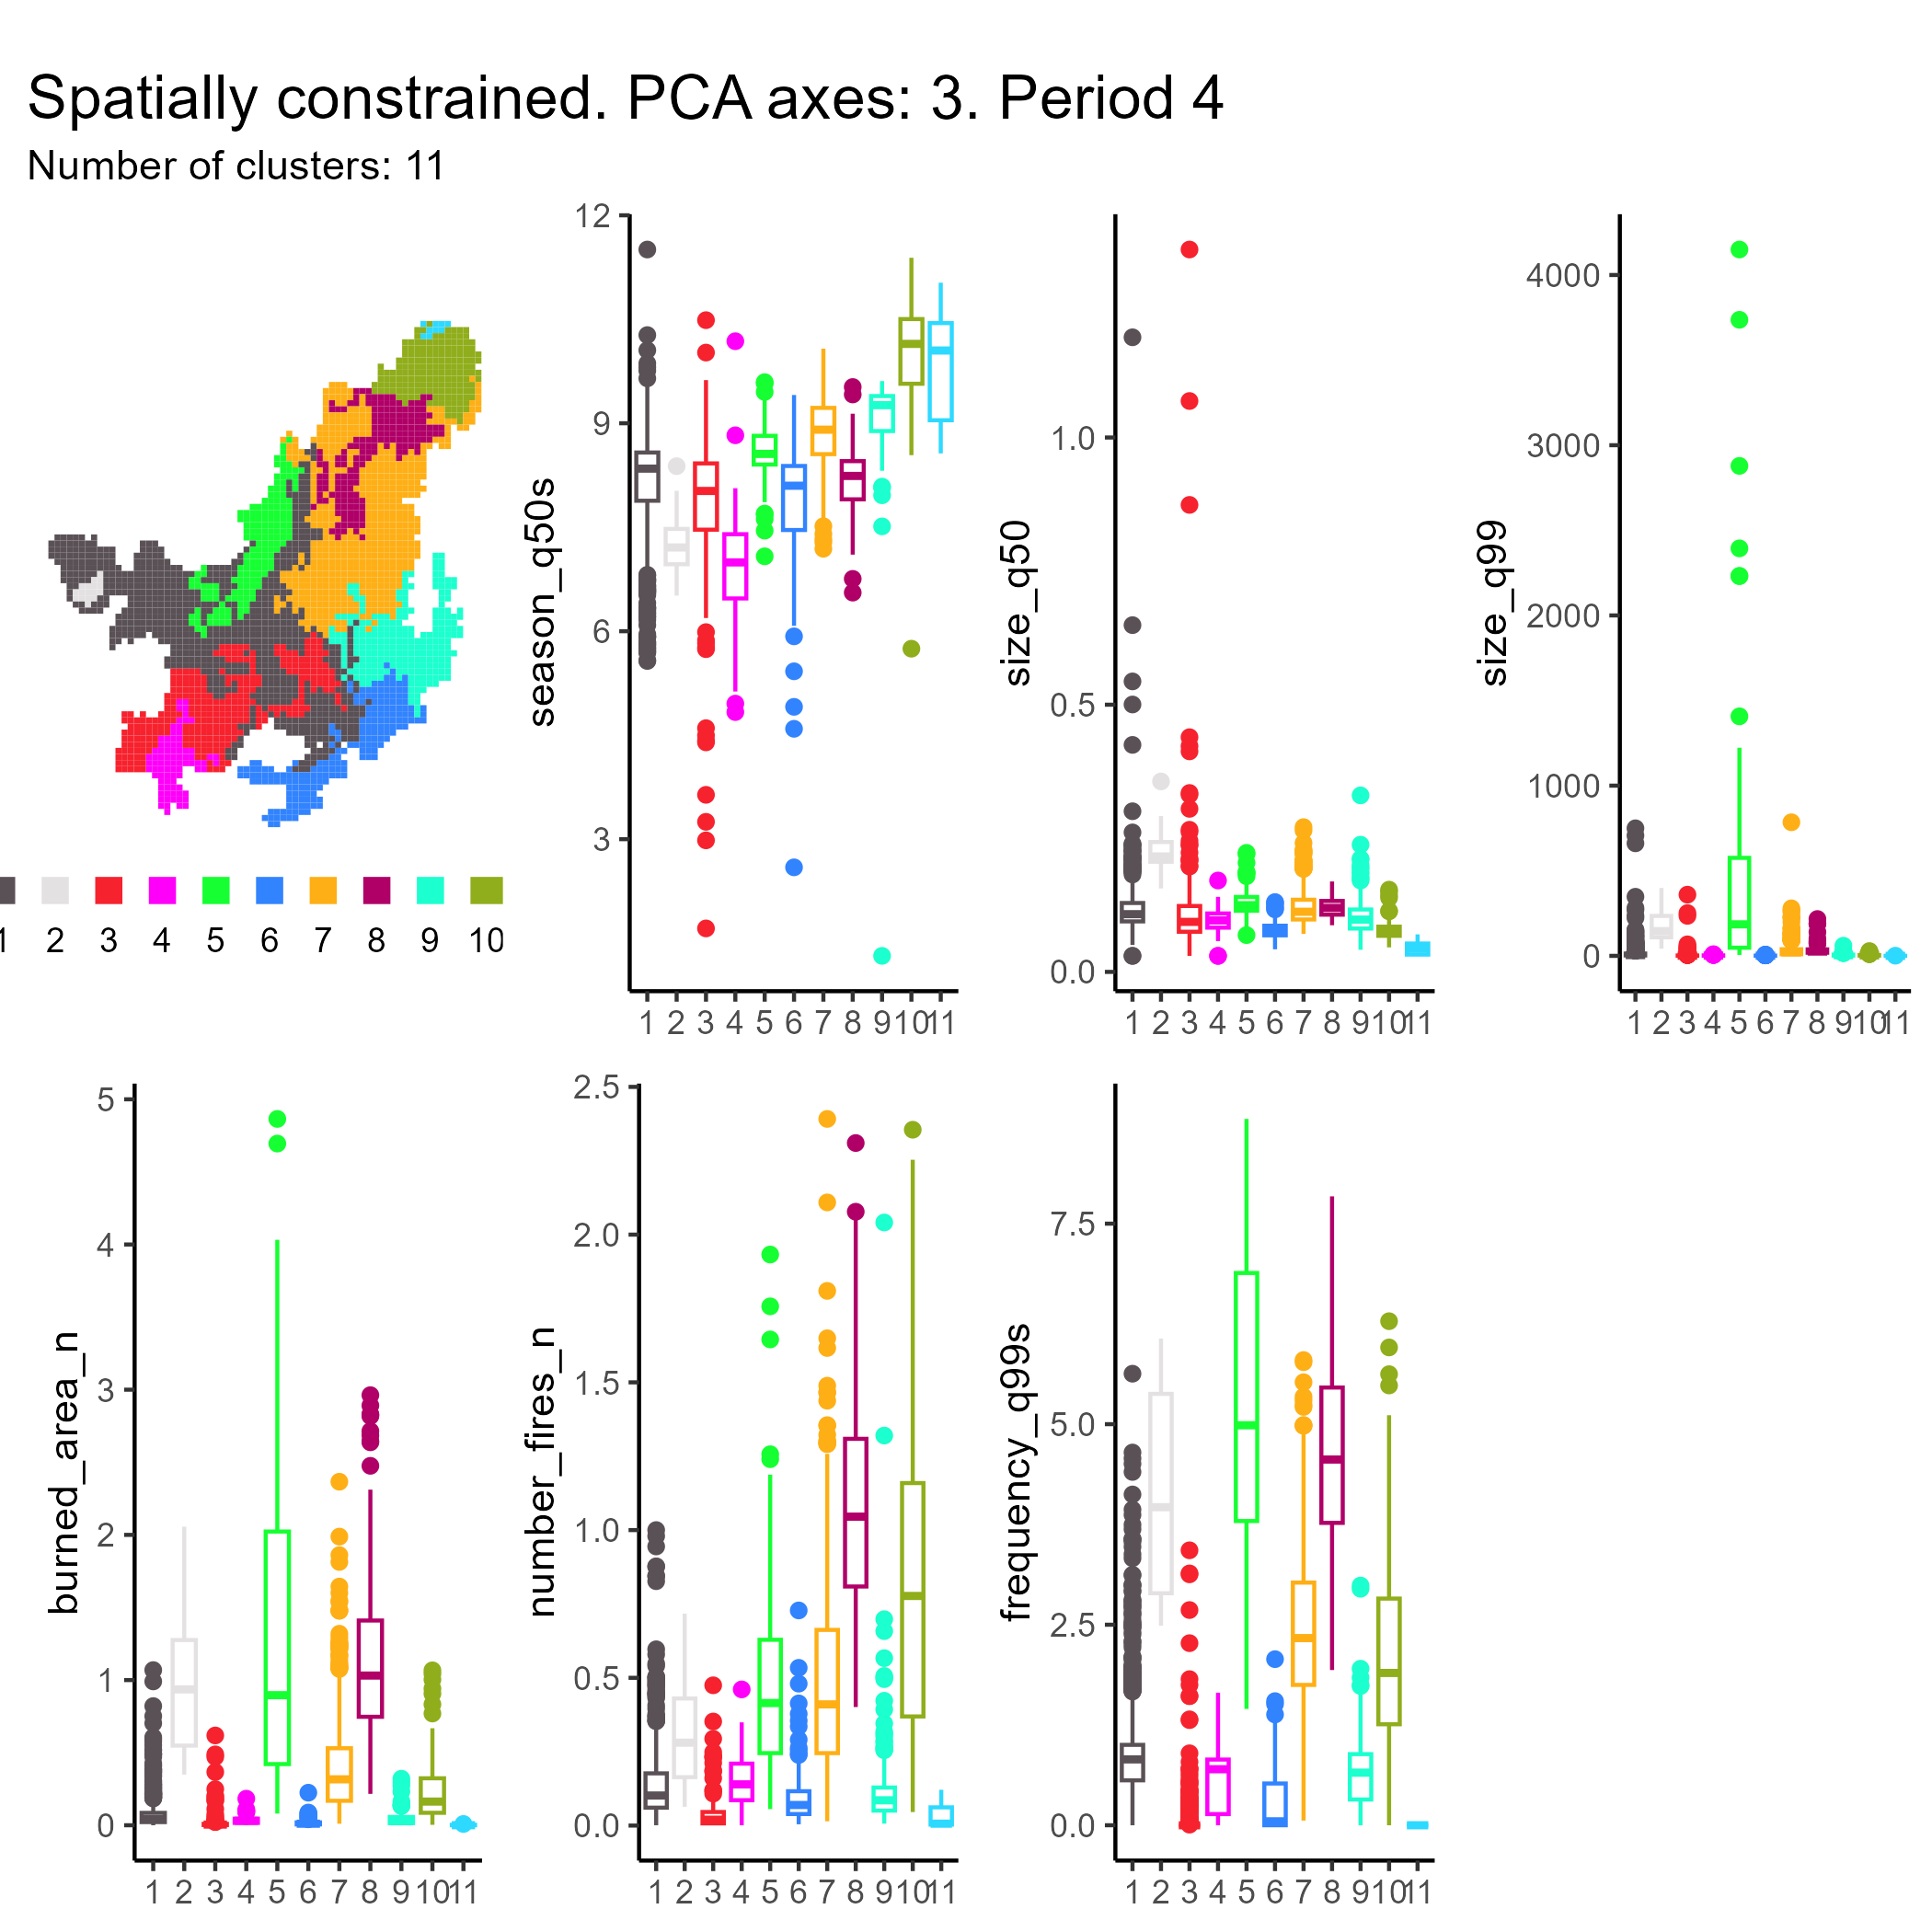 Spatially constrained. PCA axes: 3. Period 4
Number of clusters: 11
1 2 3 4 5 6 7 8 9 10
season_q50s
12
9
6
3
1 2 3 4 5 6 7 8 9 10 11
size_q50
1.0
0.5
0.0
1 2 3 4 5 6 7 8 9 10 11
size_q99
4000
3000
2000
1000
0
1 2 3 4 5 6 7 8 9 10 11
burned_area_n
5
4
3
2
1
0
1 2 3 4 5 6 7 8 9 10 11
number_fires_n
2.5
2.0
1.5
1.0
0.5
0.0
1 2 3 4 5 6 7 8 9 10 11
frequency_q99s
7.5
5.0
2.5
0.0
1 2 3 4 5 6 7 8 9 10 11